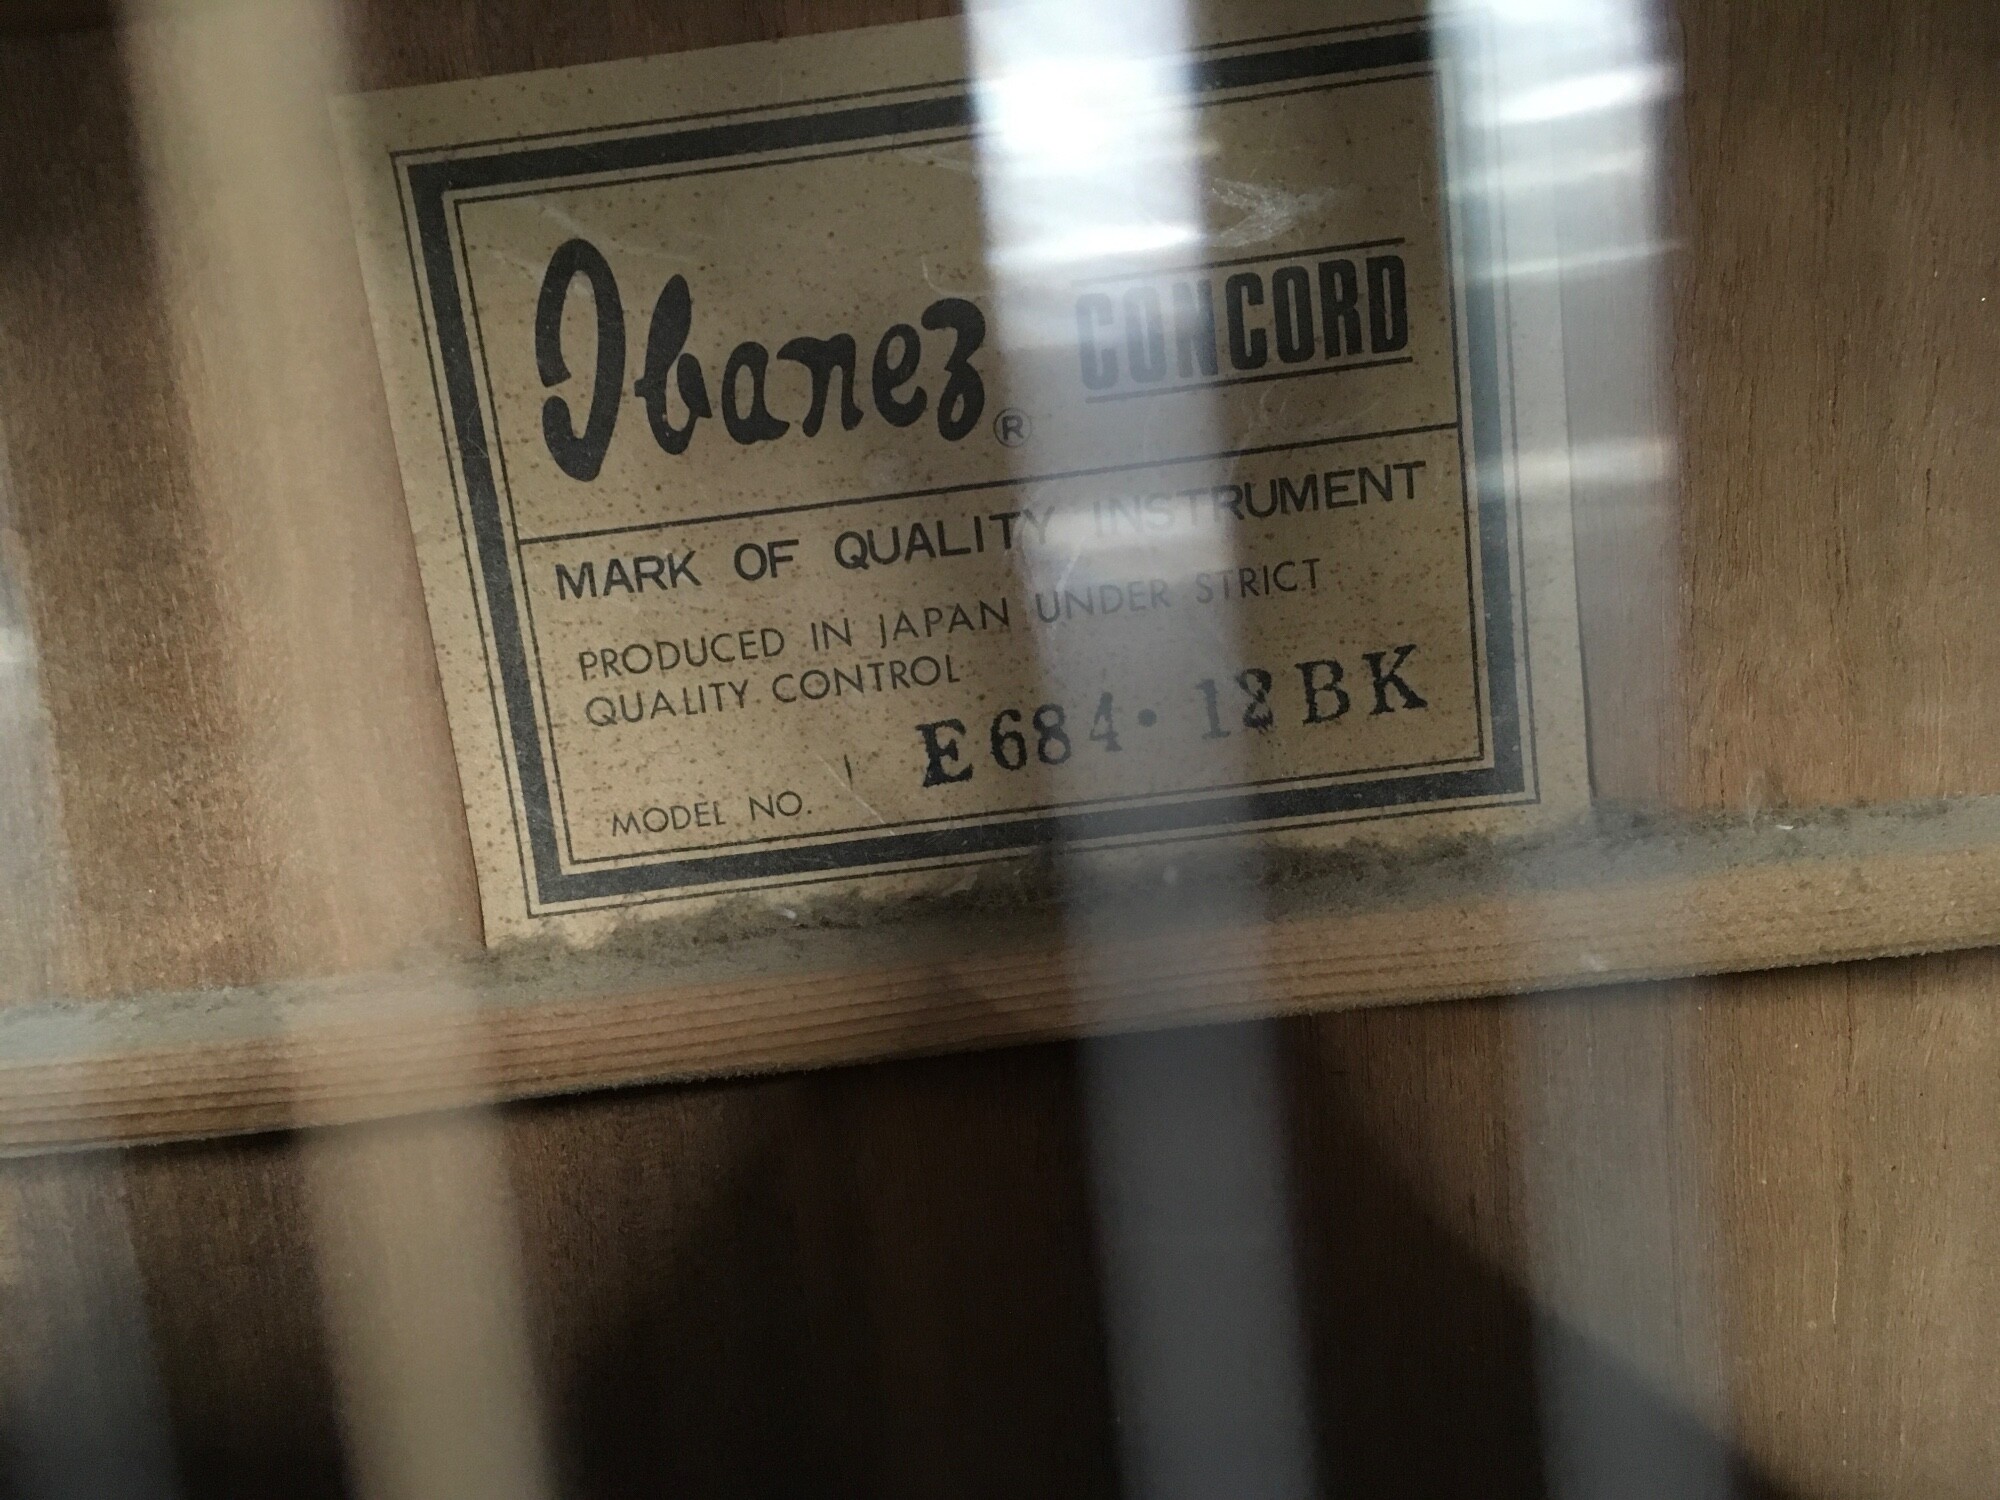 Ibanez ® CONCORD
MARK OF QUALITY INSTRUMENT
PRODUCED IN JAPAN UNDER STRICT
QUALITY CONTROL
MODEL NO. E684·12BK